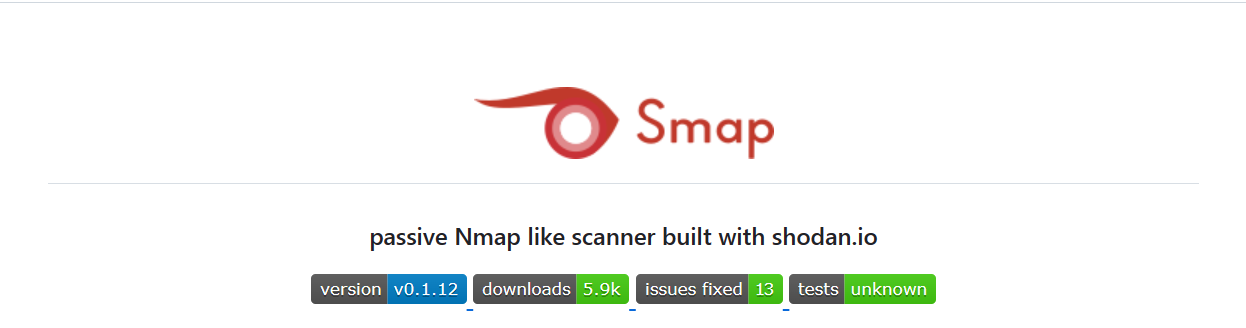 Smap
passive Nmap like scanner built with shodan.io
version v0.1.12 downloads 5.9k issues fixed 13 tests unknown